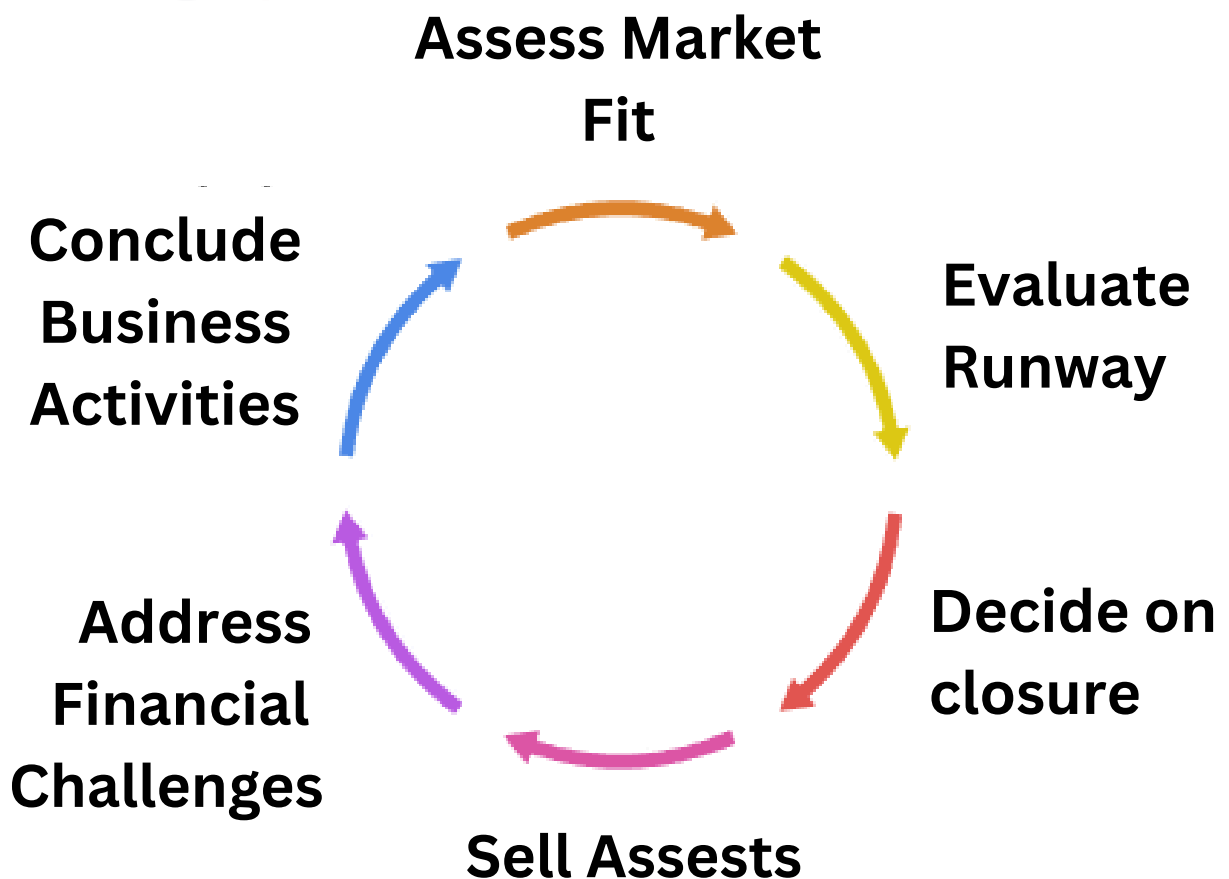 Assess Market
Fit
Evaluate
Runway
Decide on
closure
Sell Assests
Address
Financial
Challenges
Conclude
Business
Activities